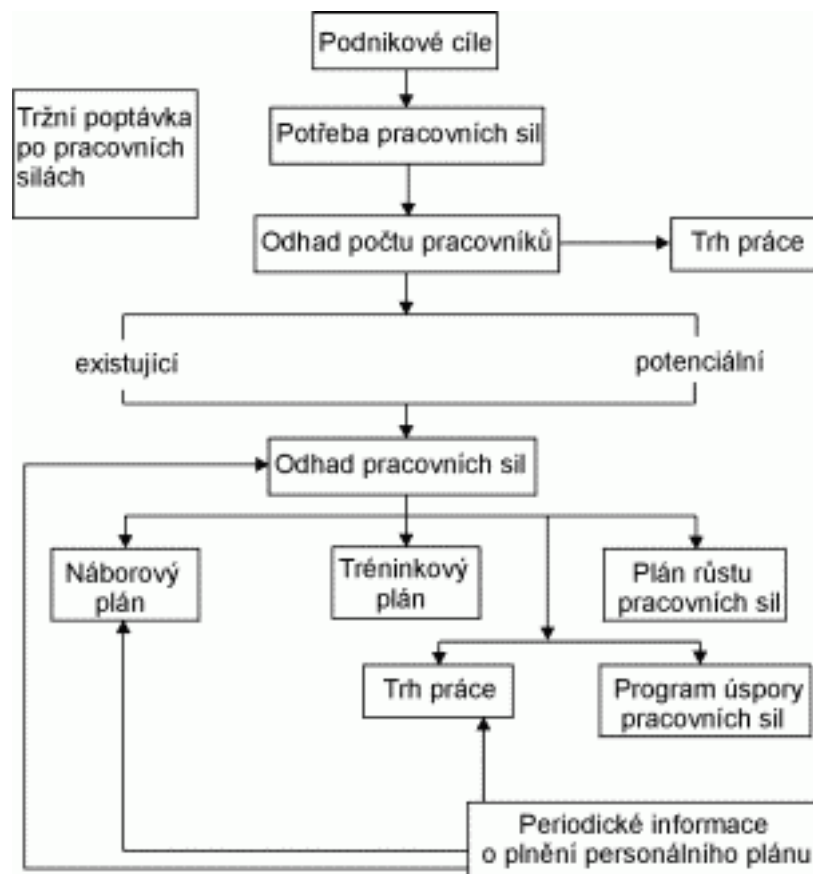 Podnikové cíle
Tržní poptávka
po pracovních
silách
Potřeba pracovních sil
Odhad počtu pracovníků
Trh práce
existující
potenciální
Odhad pracovních sil
Náborový
plán
Tréninkový
plán
Plán růstu
pracovních sil
Trh práce
Program úspory
pracovních sil
Periodické informace
o plnění personálního plánu